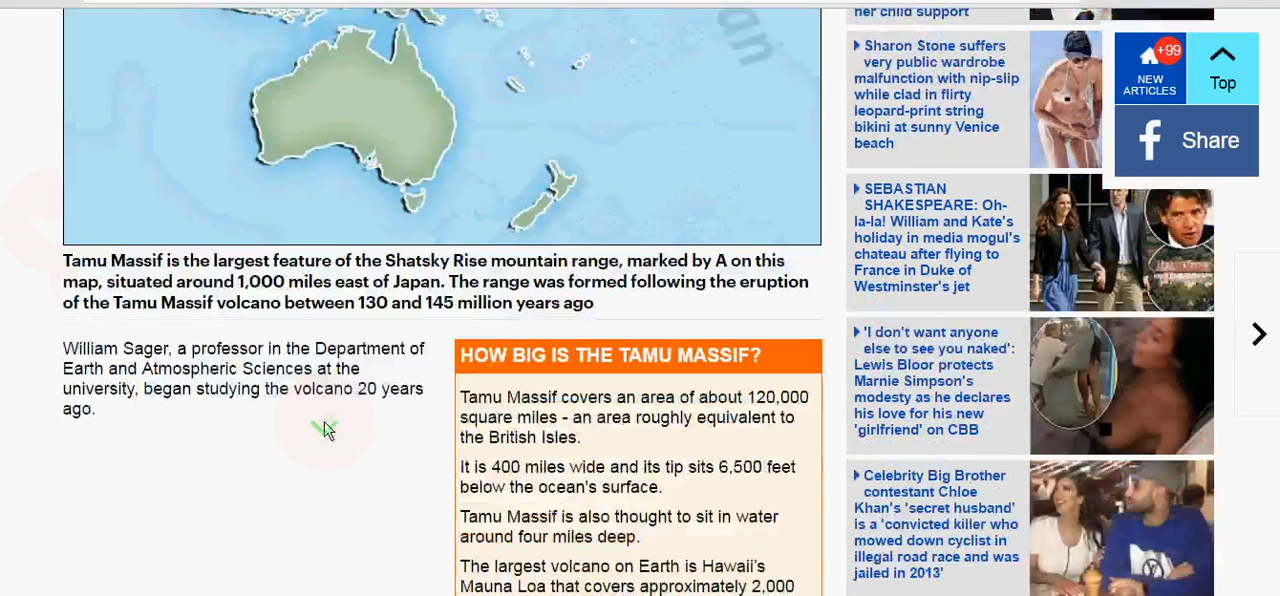 an
Tamu Massif is the largest feature of the Shatsky Rise mountain range, marked by A on this
map, situated around 1,000 miles east of Japan. The range was formed following the eruption
of the Tamu Massif volcano between 130 and 145 million years ago
William Sager, a professor in the Department of
Earth and Atmospheric Sciences at the
university, began studying the volcano 20 years
ago.
HOW BIG IS THE TAMU MASSIF?
Tamu Massif covers an area of about 120,000
square miles - an area roughly equivalent to
the British Isles.
It is 400 miles wide and its tip sits 6,500 feet
below the ocean's surface.
Tamu Massif is also thought to sit in water
around four miles deep.
The largest volcano on Earth is Hawaii's
Mauna Loa that covers approximately 2,000
her child support
Sharon Stone suffers
very public wardrobe
malfunction with nip-slip
while clad in flirty
leopard-print string
bikini at sunny Venice
beach
SEBASTIAN
SHAKESPEARE: Oh-
la-la! William and Kate's
holiday in media mogul's
chateau after flying to
France in Duke of
Westminster's jet
'I don't want anyone
else to see you naked':
Lewis Bloor protects
Marnie Simpson's
modesty as he declares
his love for his new
'girlfriend' on CBB
Celebrity Big Brother
contestant Chloe
Khan's 'secret husband'
is a 'convicted killer who
mowed down cyclist in
illegal road race and was
jailed in 2013'
+99
NEW
ARTICLES
Top
Share